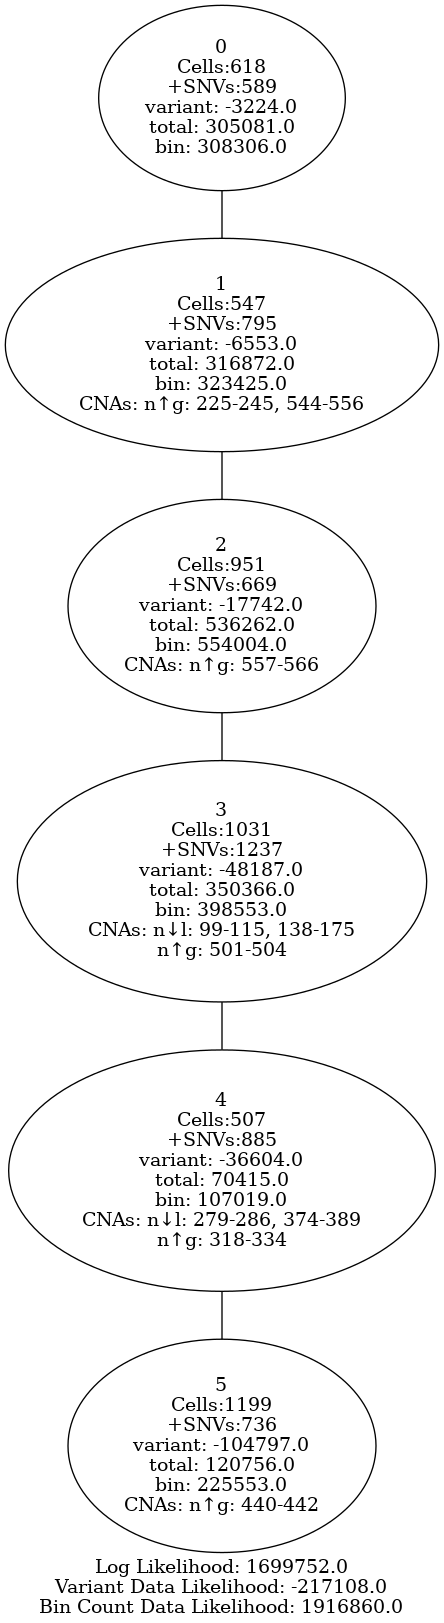 0
Cells:618
+SNVs:589
variant: -3224.0
total: 305081.0
bin: 308306.0
1
Cells:547
+SNVs:795
variant: -6553.0
total: 316872.0
bin: 323425.0
CNAs: n↑g: 225-245, 544-556
2
Cells:951
+SNVs:669
variant: -17742.0
total: 536262.0
bin: 554004.0
CNAs: n↑g: 557-566
3
Cells:1031
+SNVs:1237
variant: -48187.0
total: 350366.0
bin: 398553.0
CNAs: n↓l: 99-115, 138-175
n↑g: 501-504
4
Cells:507
+SNVs:885
variant: -36604.0
total: 70415.0
bin: 107019.0
CNAs: n↓l: 279-286, 374-389
n↑g: 318-334
5
Cells:1199
+SNVs:736
variant: -104797.0
total: 120756.0
bin: 225553.0
CNAs: n↑g: 440-442
Log Likelihood: 1699752.0
Variant Data Likelihood: -217108.0
Bin Count Data Likelihood: 1916860.0